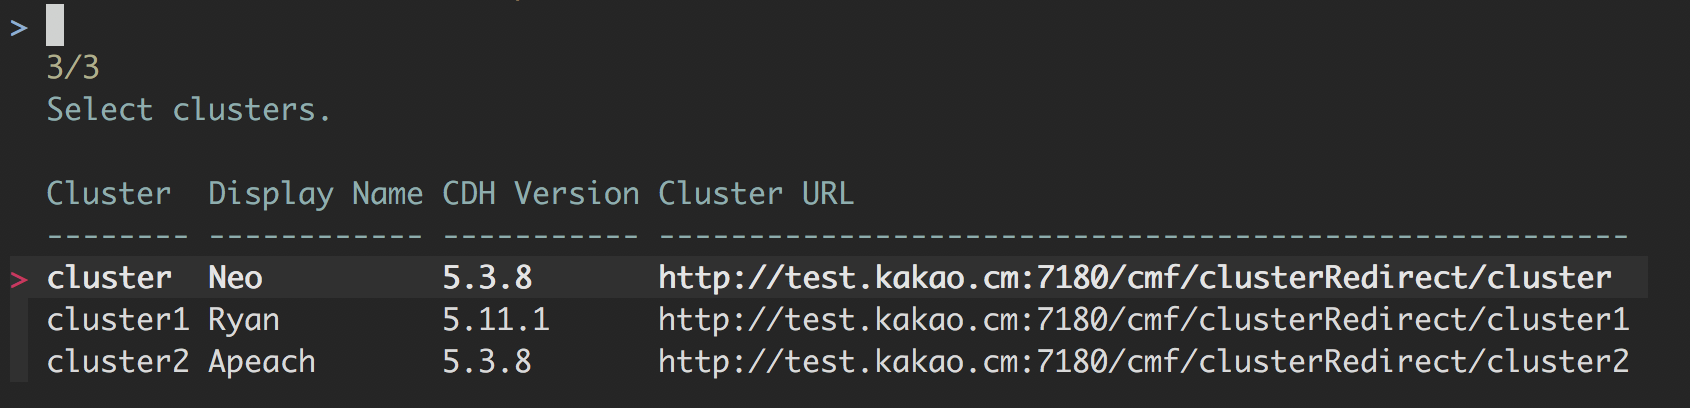 >
3/3
Select clusters.
Cluster  Display Name CDH Version Cluster URL
-------- ------------ ----------- ------------------------------------------------------
> cluster  Neo          5.3.8       http://test.kakao.cm:7180/cmf/clusterRedirect/cluster
cluster1 Ryan         5.11.1      http://test.kakao.cm:7180/cmf/clusterRedirect/cluster1
cluster2 Apeach       5.3.8       http://test.kakao.cm:7180/cmf/clusterRedirect/cluster2